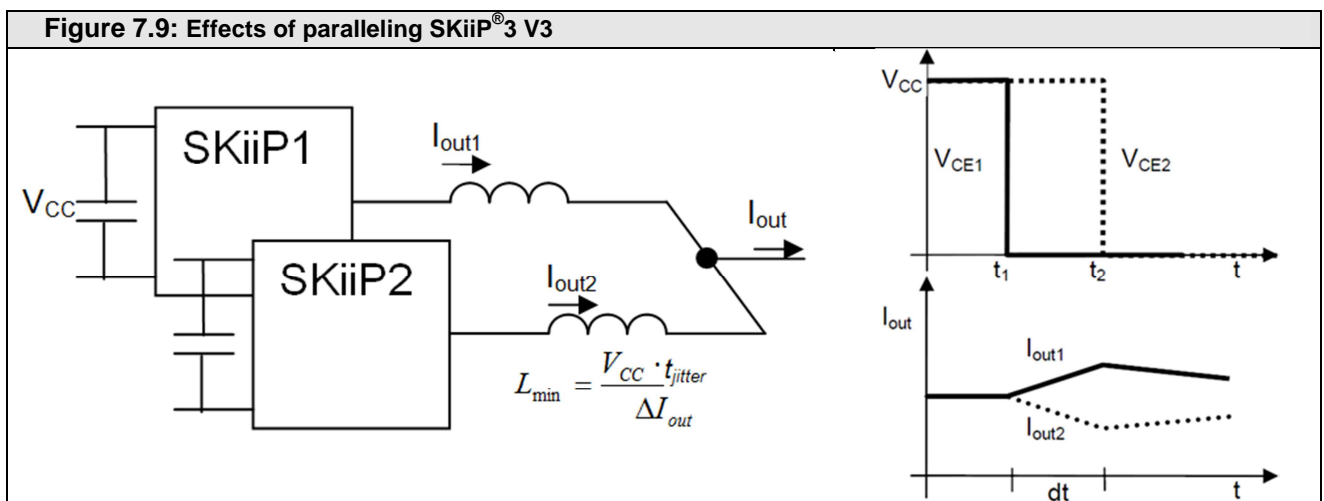 Figure 7.9: Effects of paralleling SKiiP®3 V3
SKiiP1
V_CC
I_out1
SKiiP2
I_out2
I_out
L_min = V_CC · t_jitter / ΔI_out
V_CC
V_CE1
V_CE2
t_1
t_2
t
I_out
I_out1
I_out2
dt
t